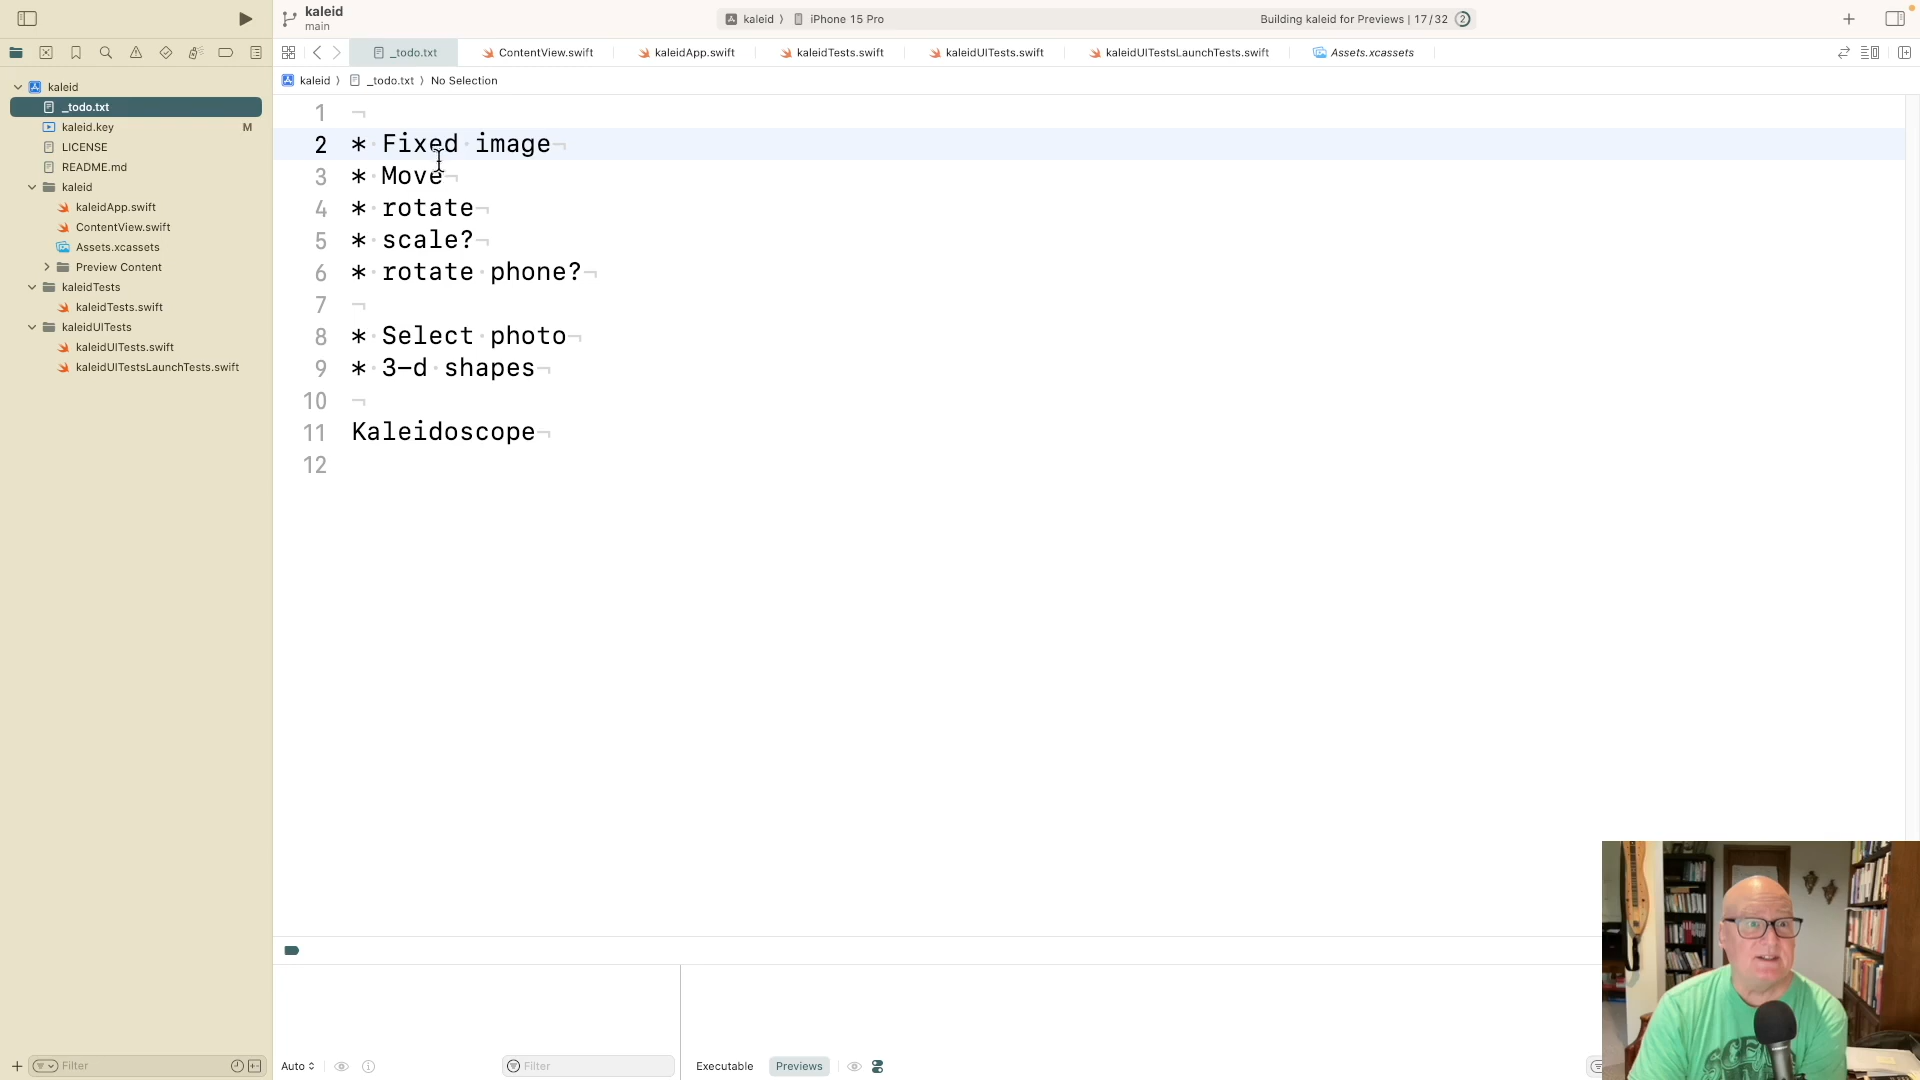 kaleid
main
kaleid
iPhone 15 Pro
Building kaleid for Previews | 17/32
2
_todo.txt
ContentView.swift
kaleidApp.swift
kaleidTests.swift
kaleidUITests.swift
kaleidUITestsLaunchTests.swift
Assets.xcassets
kaleid
_todo.txt
No Selection
kaleid
_todo.txt
kaleid.key M
LICENSE
README.md
kaleid
kaleidApp.swift
ContentView.swift
Assets.xcassets
Preview Content
kaleidTests
kaleidTests.swift
kaleidUITests
kaleidUITests.swift
kaleidUITestsLaunchTests.swift
1 ¬
2 *·Fixed·image¬
3 *·Move¬
4 *·rotate¬
5 *·scale?¬
6 *·rotate·phone?¬
7 ¬
8 *·Select·photo¬
9 *·3-d·shapes¬
10 ¬
11 Kaleidoscope¬
12
Filter
Auto
Filter
Executable
Previews